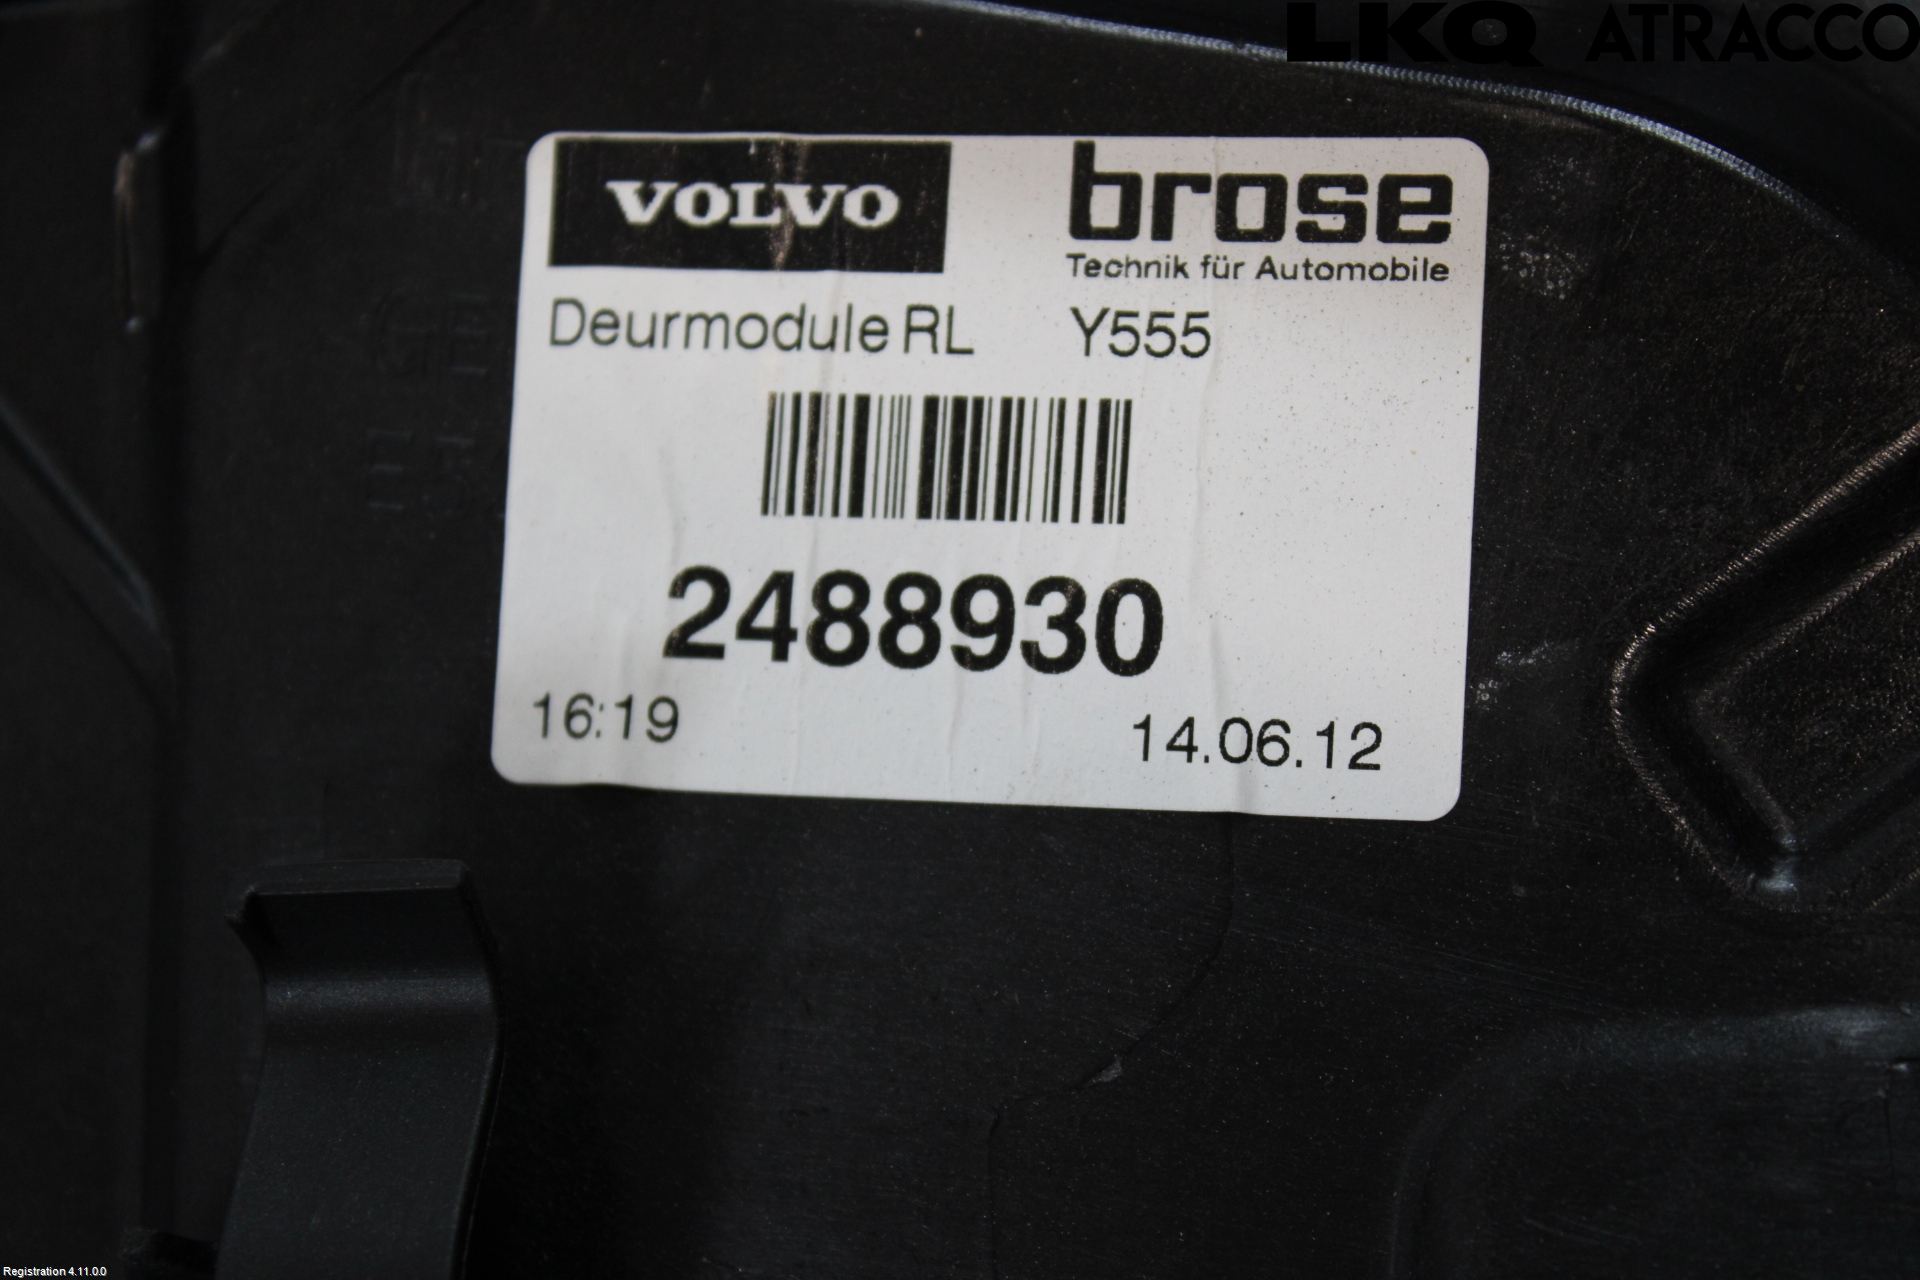 LKQ ATRACCO
VOLVO brose
Technik für Automobile
Deurmodule RL Y555
2488930
16:19 14.06.12
Registration 4.11.0.0